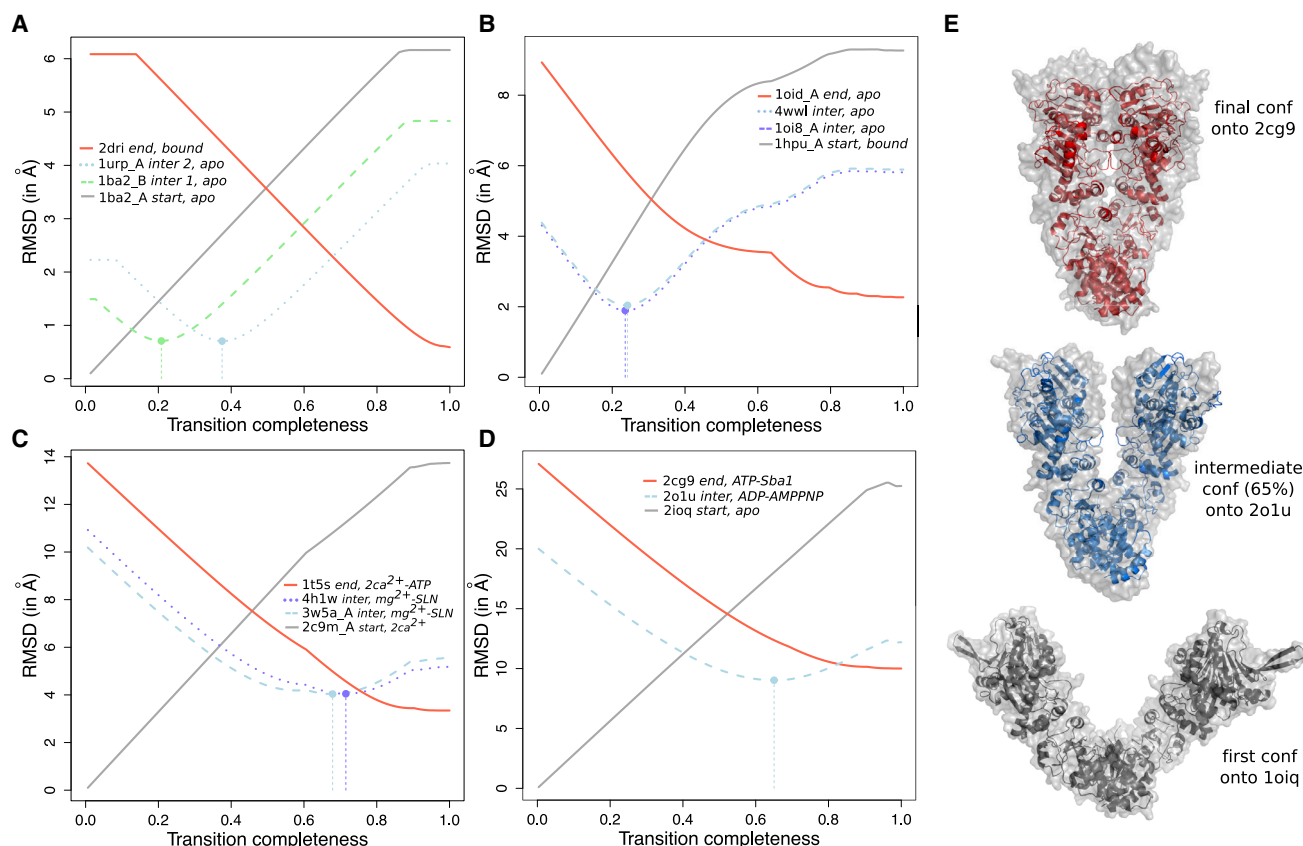 A
RMSD (in Å)
0 1 2 3 4 5 6
2dri end, bound
1urp_A inter 2, apo
1ba2_B inter 1, apo
1ba2_A start, apo
0.0 0.2 0.4 0.6 0.8 1.0
Transition completeness
B
RMSD (in Å)
0 2 4 6 8
1oid_A end, apo
4wwl inter, apo
1oi8_A inter, apo
1hpu_A start, bound
0.0 0.2 0.4 0.6 0.8 1.0
Transition completeness
C
RMSD (in Å)
0 2 4 6 8 10 12 14
1t5s end, 2ca2+-ATP
4h1w inter, mg2+-SLN
3w5a_A inter, mg2+-SLN
2c9m_A start, 2ca2+
0.0 0.2 0.4 0.6 0.8 1.0
Transition completeness
D
RMSD (in Å)
0 5 10 15 20 25
2cg9 end, ATP-Sba1
2o1u inter, ADP-AMPPNP
2ioq start, apo
0.0 0.2 0.4 0.6 0.8 1.0
Transition completeness
E
final conf
onto 2cg9
intermediate
conf (65%)
onto 2o1u
first conf
onto 1oiq